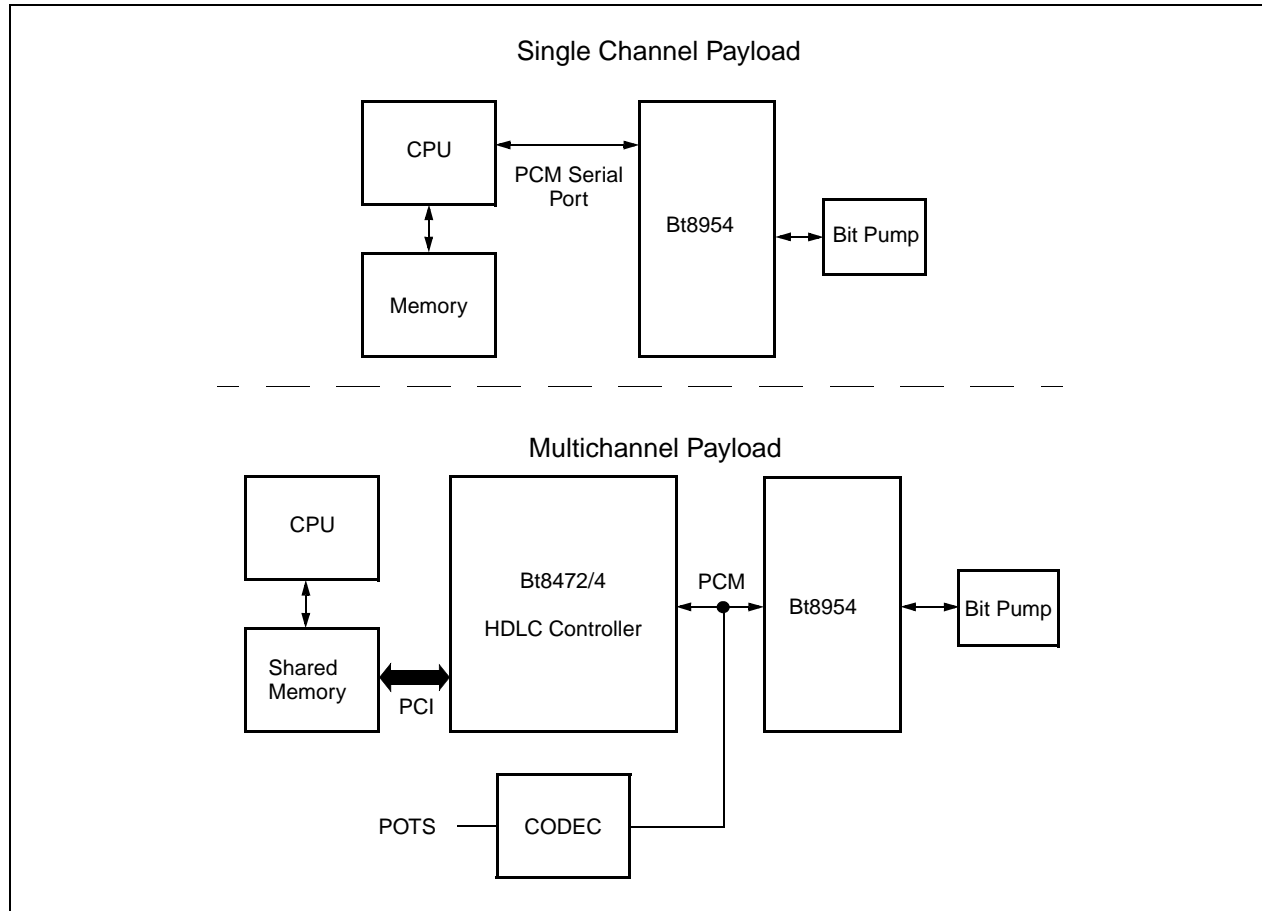 Single Channel Payload
CPU
PCM Serial
Port
Bt8954
Bit Pump
Memory
Multichannel Payload
CPU
Bt8472/4
HDLC Controller
PCM
Bt8954
Bit Pump
Shared
Memory
PCI
POTS
CODEC